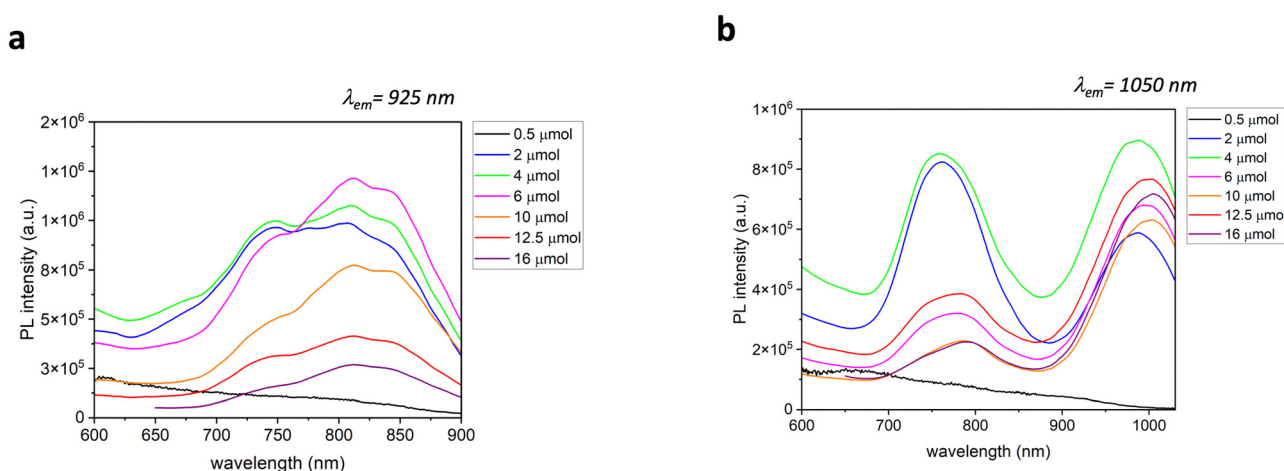 a
λem= 925 nm
PL intensity (a.u.)
2×10⁶
1×10⁶
1×10⁶
8×10⁵
5×10⁵
3×10⁵
0
600
650
700
750
800
850
900
wavelength (nm)
0.5 μmol
2 μmol
4 μmol
6 μmol
10 μmol
12.5 μmol
16 μmol
b
λem= 1050 nm
PL intensity (a.u.)
1×10⁶
8×10⁵
6×10⁵
4×10⁵
2×10⁵
0
600
700
800
900
1000
wavelength (nm)
0.5 μmol
2 μmol
4 μmol
6 μmol
10 μmol
12.5 μmol
16 μmol